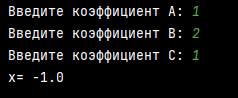 Введите коэффициент A: 1
Введите коэффициент B: 2
Введите коэффициент C: 1
x= -1.0